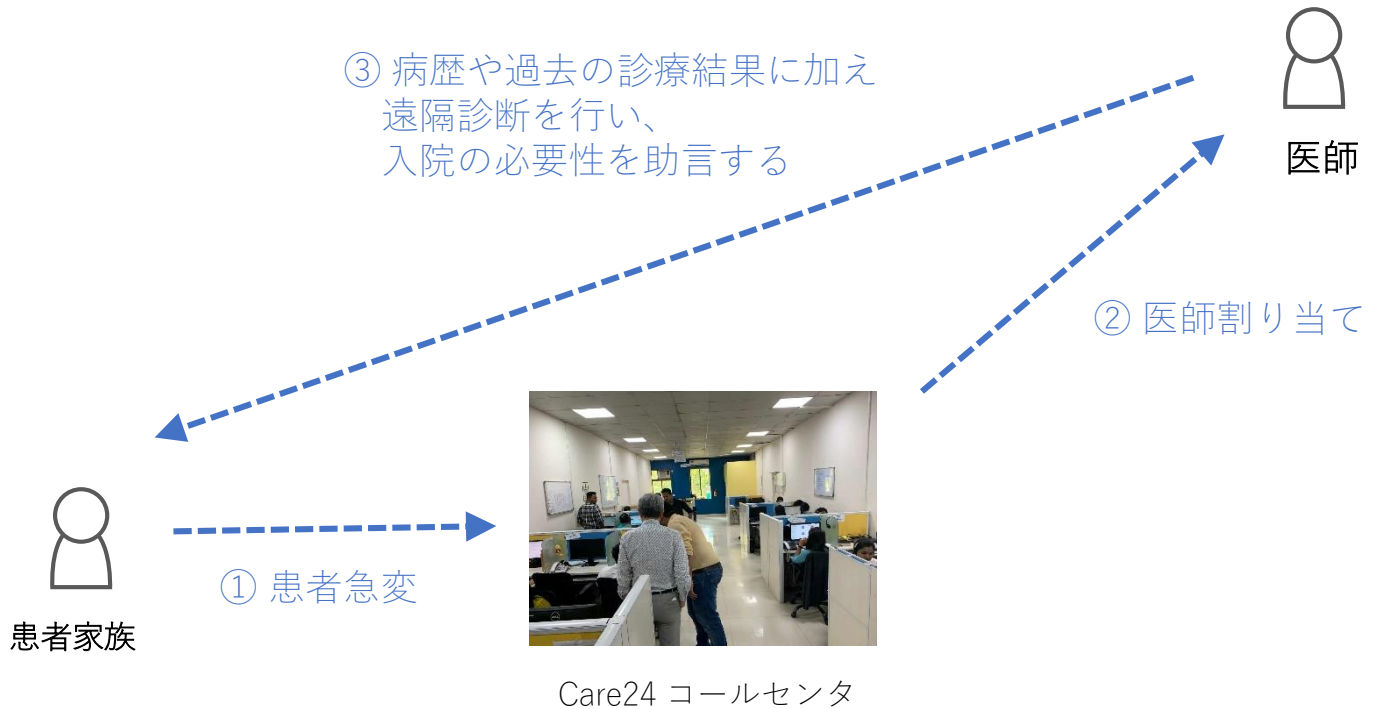 ③ 病歴や過去の診療結果に加え
遠隔診断を行い、
入院の必要性を助言する
医師
② 医師割り当て
① 患者急変
患者家族
Care24 コールセンタ